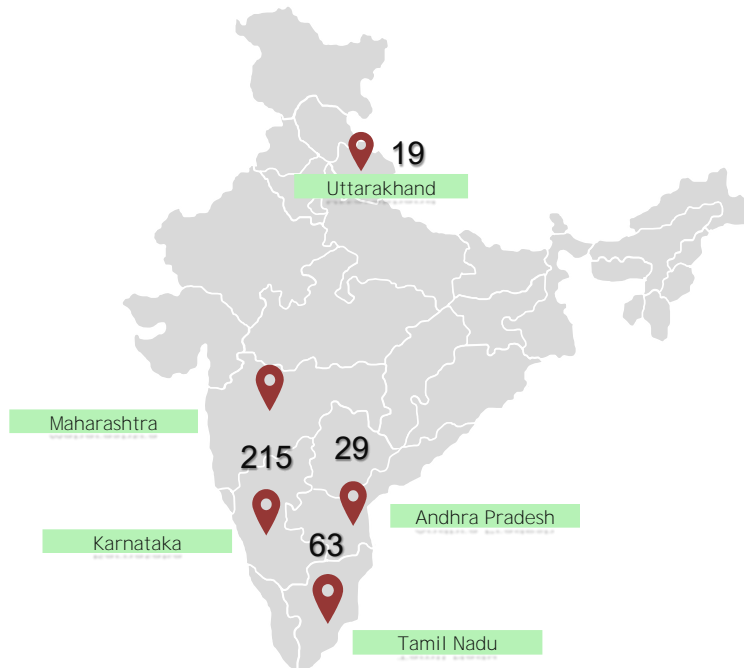 19
Uttarakhand
Maharashtra
215
29
Andhra Pradesh
Karnataka
63
Tamil Nadu